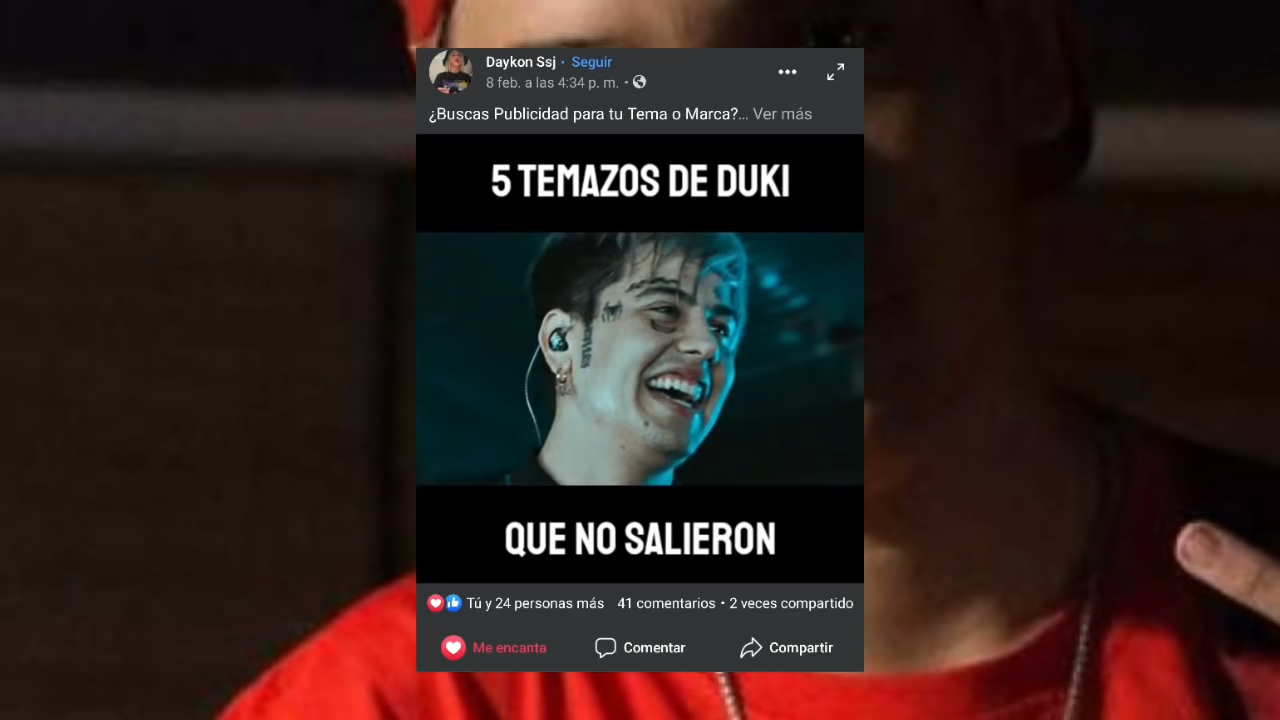 Daykon Ssj · Seguir
8 feb. a las 4:34 p. m. ·
¿Buscas Publicidad para tu Tema o Marca?... Ver más
5 TEMAZOS DE DUKI
QUE NO SALIERON
Tú y 24 personas más 41 comentarios · 2 veces compartido
Me encanta Comentar Compartir